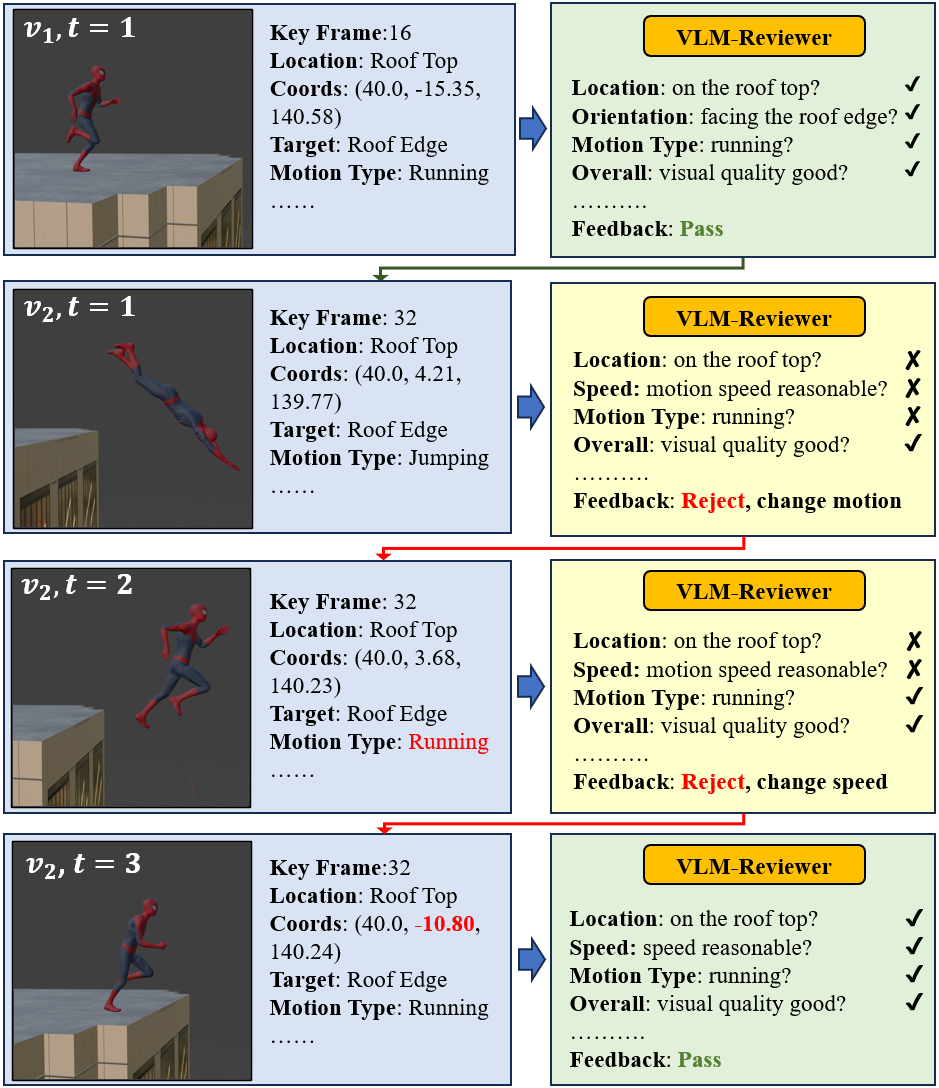 v₁, t = 1
Key Frame:16
Location: Roof Top
Coords: (40.0, -15.35,
140.58)
Target: Roof Edge
Motion Type: Running
......
VLM-Reviewer
Location: on the roof top? ✓
Orientation: facing the roof edge? ✓
Motion Type: running? ✓
Overall: visual quality good? ✓
..........
Feedback: Pass
v₂, t = 1
Key Frame: 32
Location: Roof Top
Coords: (40.0, 4.21,
139.77)
Target: Roof Edge
Motion Type: Jumping
......
VLM-Reviewer
Location: on the roof top? ✗
Speed: motion speed reasonable? ✗
Motion Type: running? ✗
Overall: visual quality good? ✓
..........
Feedback: Reject, change motion
v₂, t = 2
Key Frame: 32
Location: Roof Top
Coords: (40.0, 3.68,
140.23)
Target: Roof Edge
Motion Type: Running
......
VLM-Reviewer
Location: on the roof top? ✗
Speed: motion speed reasonable? ✗
Motion Type: running? ✓
Overall: visual quality good? ✓
..........
Feedback: Reject, change speed
v₂, t = 3
Key Frame:32
Location: Roof Top
Coords: (40.0, -10.80,
140.24)
Target: Roof Edge
Motion Type: Running
......
VLM-Reviewer
Location: on the roof top? ✓
Speed: speed reasonable? ✓
Motion Type: running? ✓
Overall: visual quality good? ✓
..........
Feedback: Pass